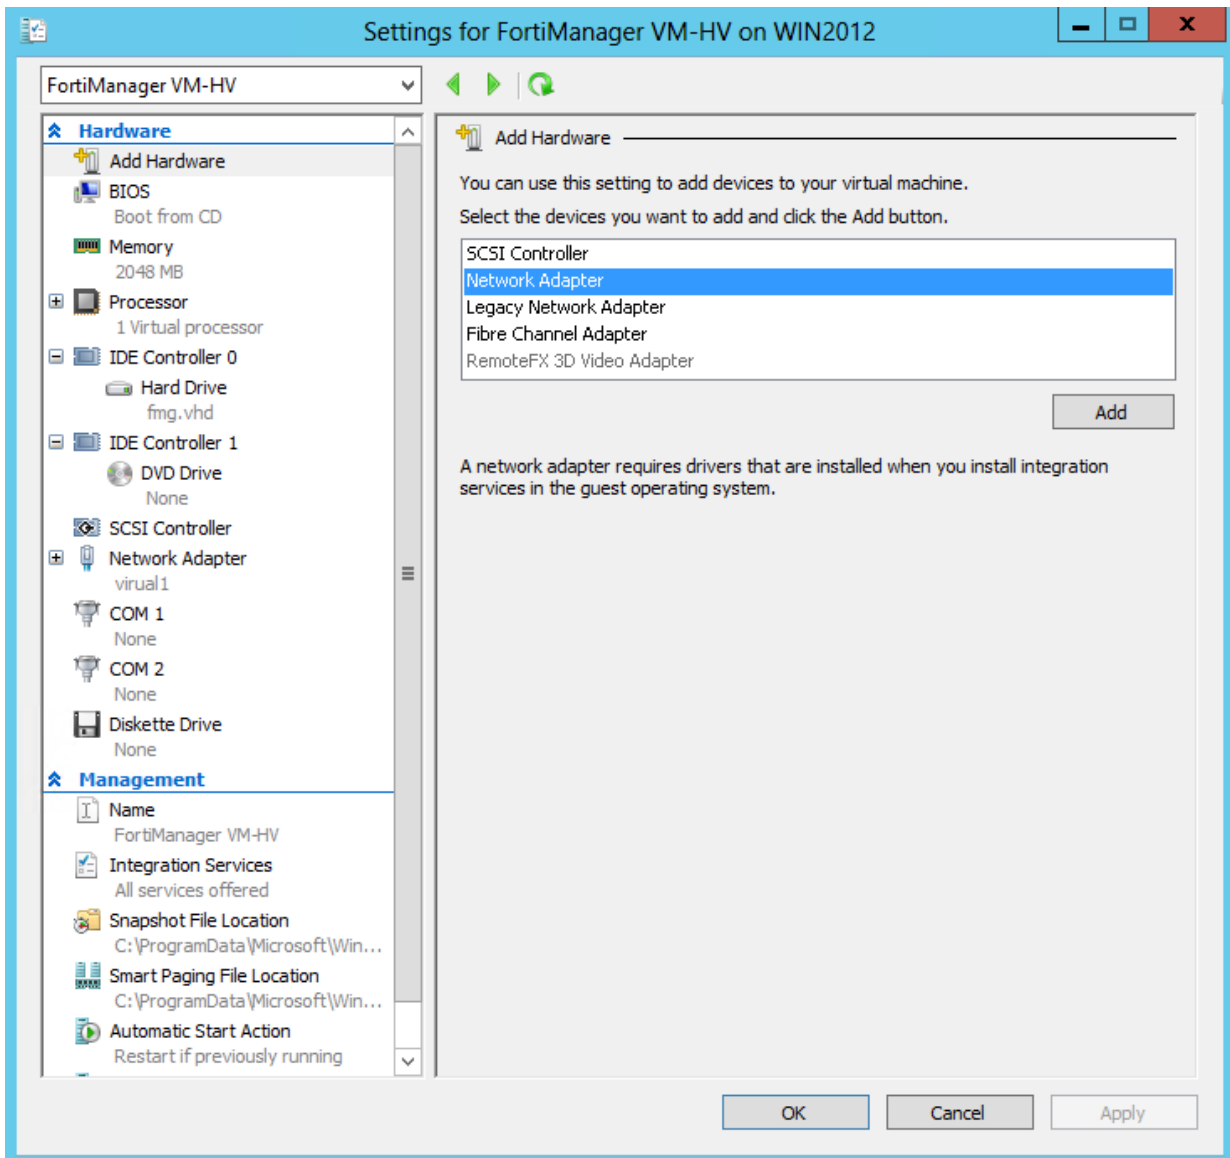 Settings for FortiManager VM-HV on WIN2012
FortiManager VM-HV
Hardware
Add Hardware
BIOS
Boot from CD
Memory
2048 MB
Processor
1 Virtual processor
IDE Controller 0
Hard Drive
fmg.vhd
IDE Controller 1
DVD Drive
None
SCSI Controller
Network Adapter
virual1
COM 1
None
COM 2
None
Diskette Drive
None
Management
Name
FortiManager VM-HV
Integration Services
All services offered
Snapshot File Location
C:\ProgramData\Microsoft\Win...
Smart Paging File Location
C:\ProgramData\Microsoft\Win...
Automatic Start Action
Restart if previously running
Add Hardware
You can use this setting to add devices to your virtual machine.
Select the devices you want to add and click the Add button.
SCSI Controller
Network Adapter
Legacy Network Adapter
Fibre Channel Adapter
RemoteFX 3D Video Adapter
Add
A network adapter requires drivers that are installed when you install integration
services in the guest operating system.
OK
Cancel
Apply